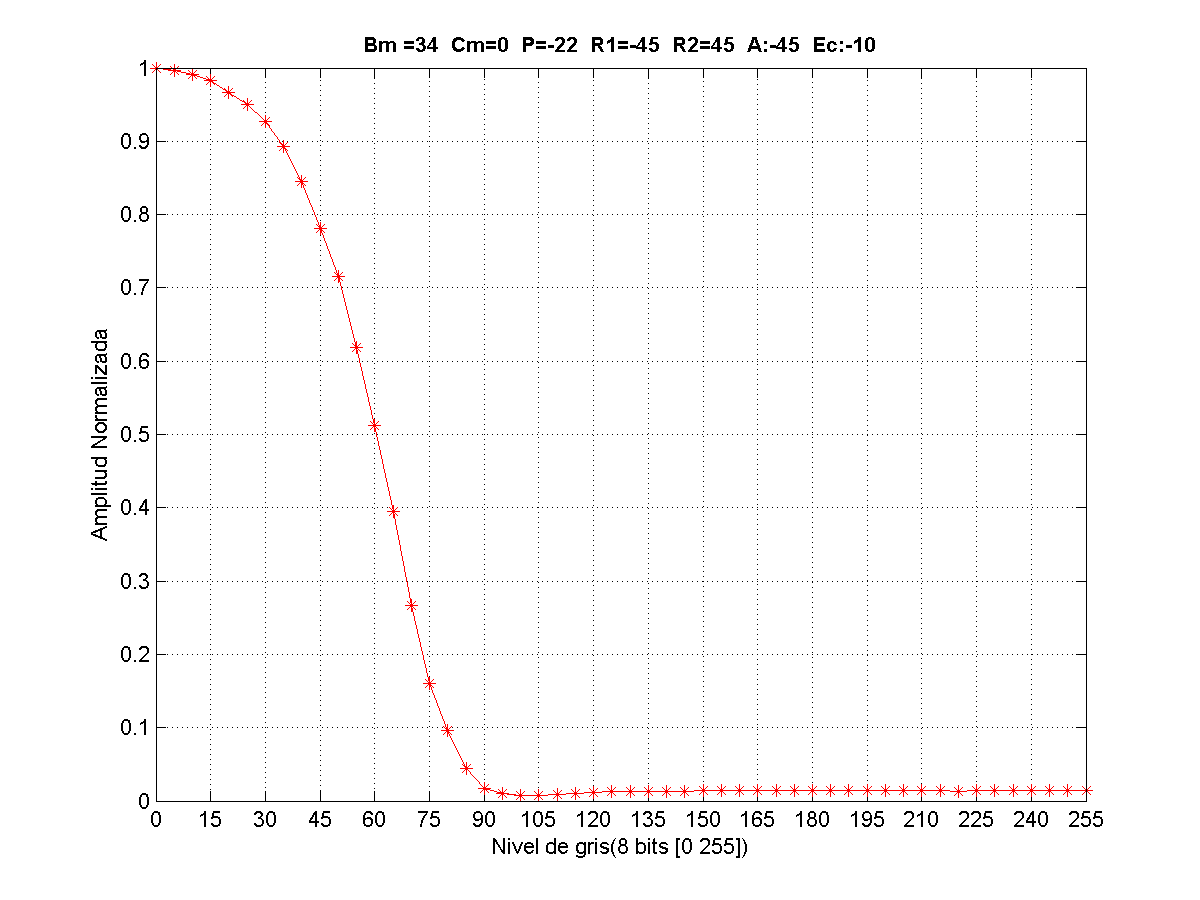 Bm =34 Cm=0 P=-22 R1=-45 R2=45 A:-45 Ec:-10
1
0.9
0.8
0.7
0.6
0.5
0.4
0.3
0.2
0.1
0
Amplitud Normalizada
0 15 30 45 60 75 90 105 120 135 150 165 180 195 210 225 240 255
Nivel de gris(8 bits [0 255])